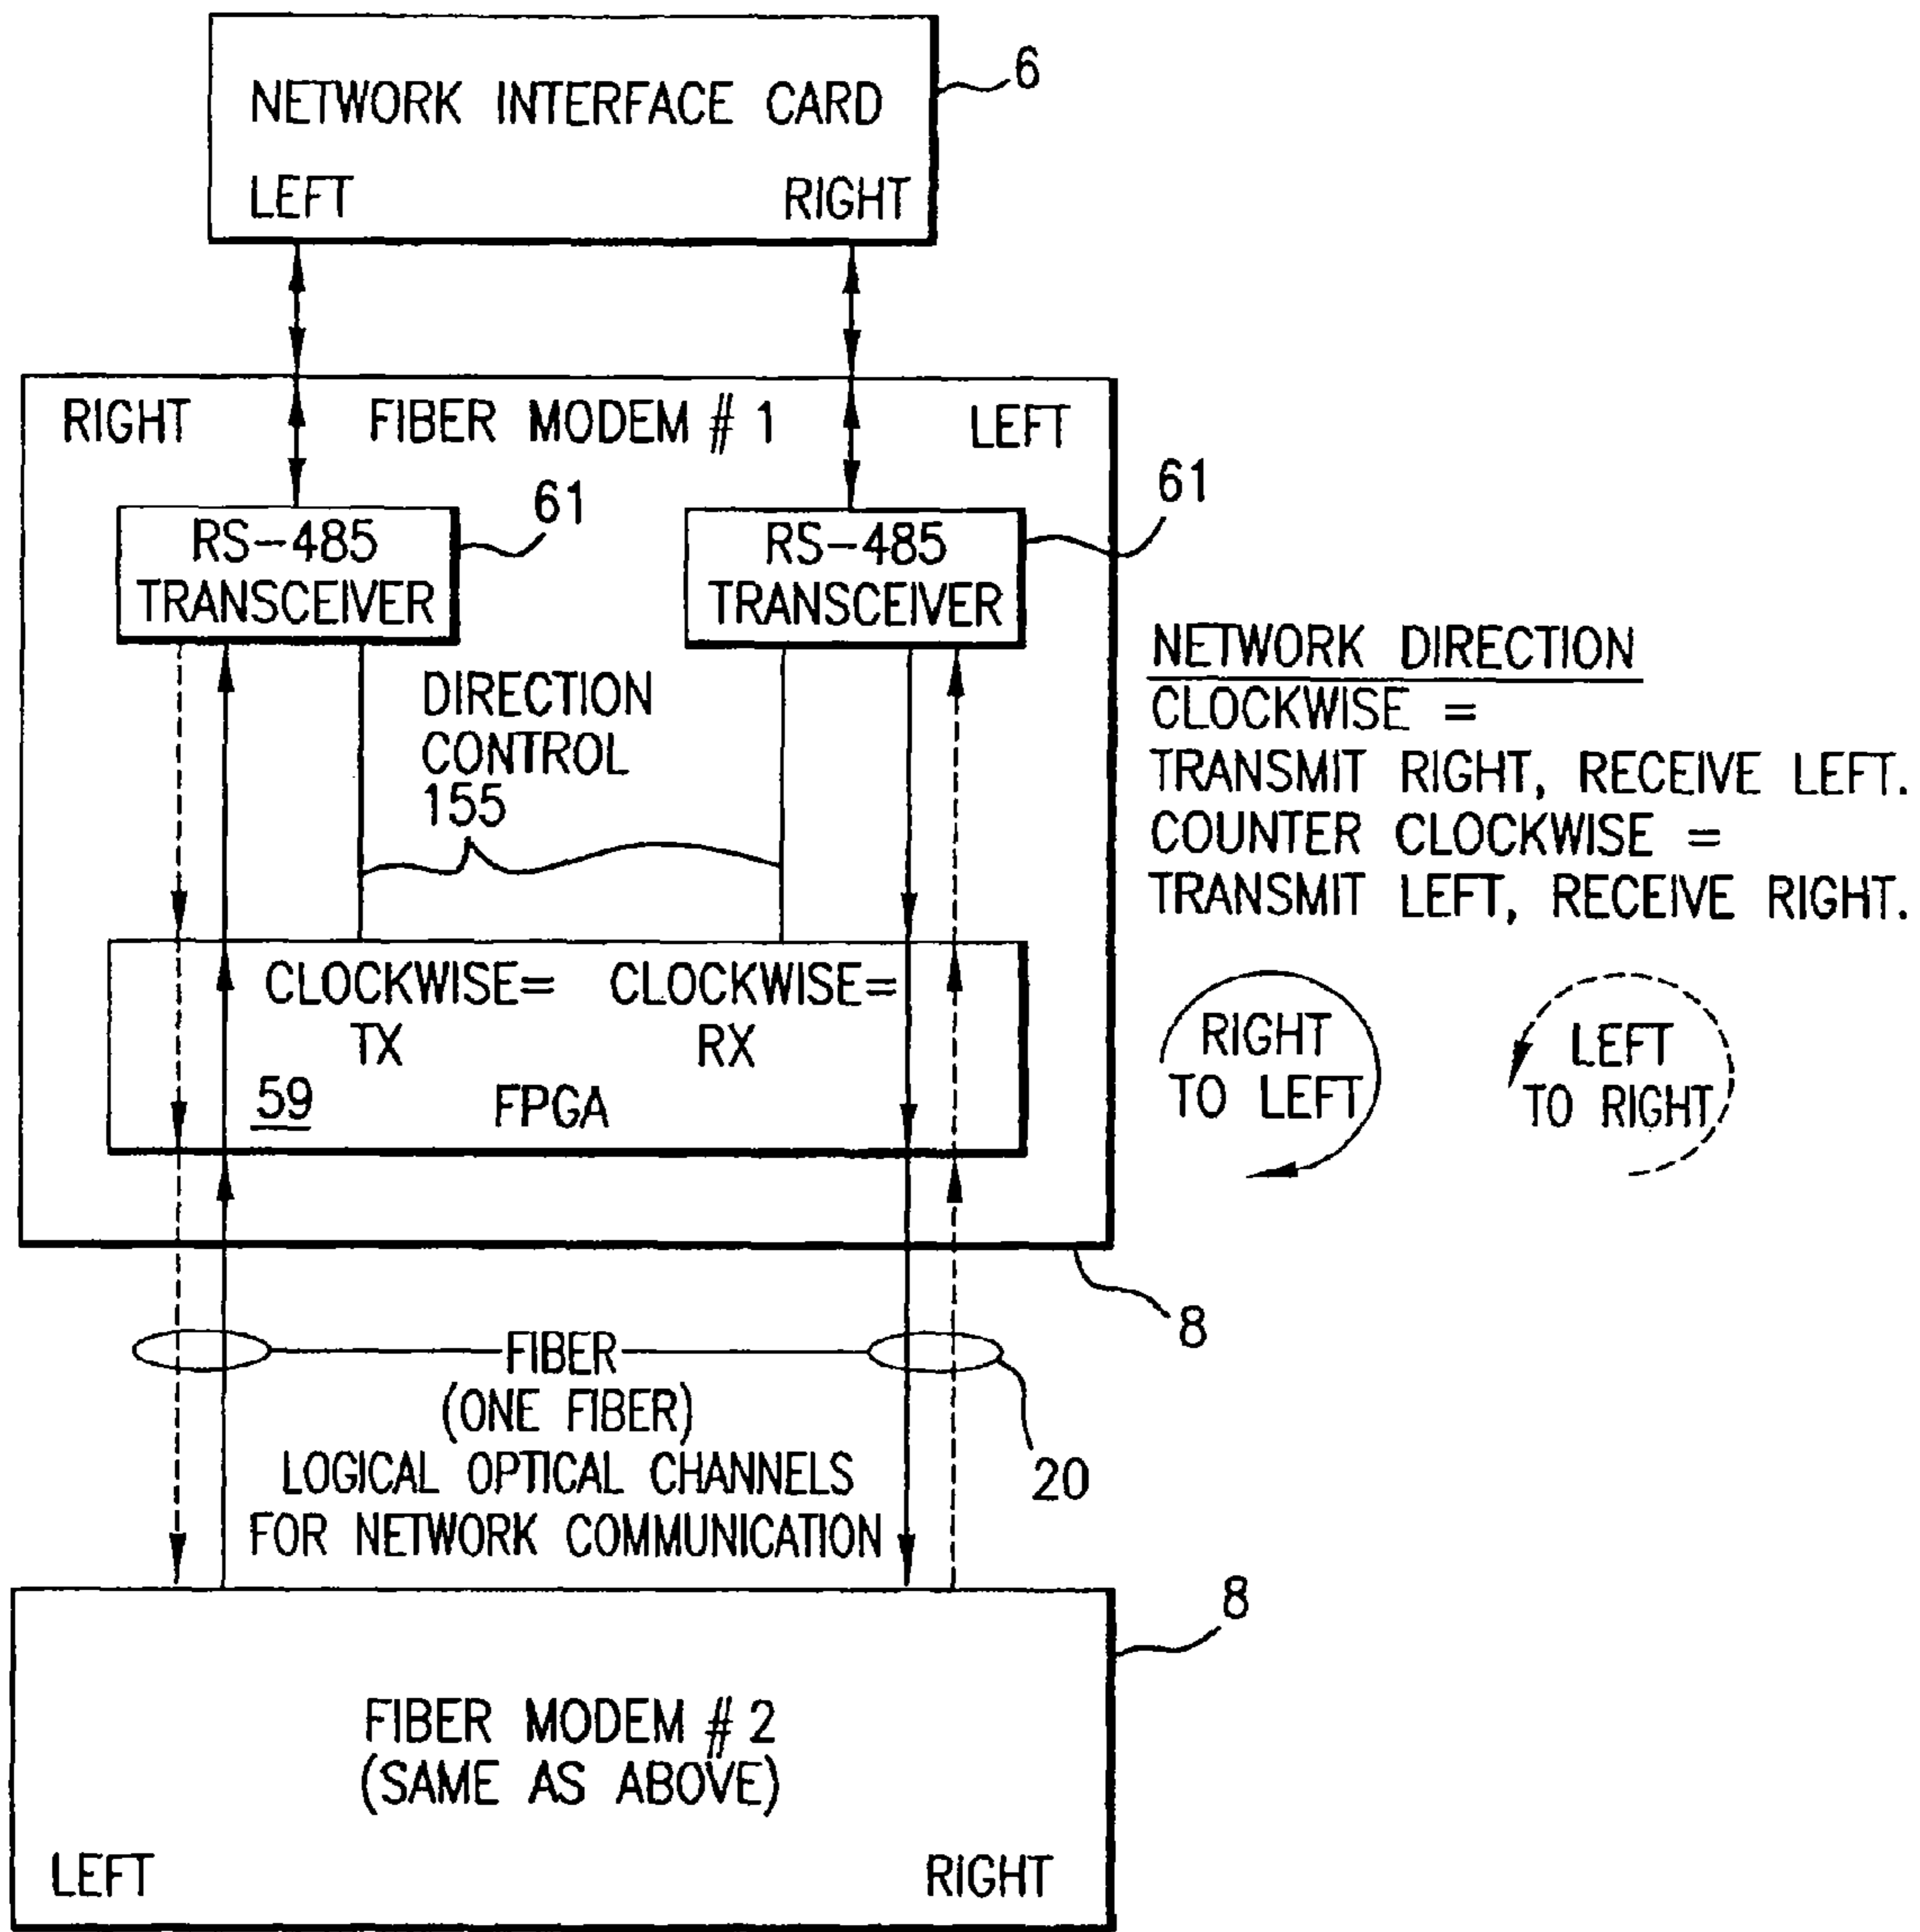 NETWORK INTERFACE CARD
LEFT RIGHT
6
RIGHT FIBER MODEM # 1 LEFT
RS-485
TRANSCEIVER
61
RS-485
TRANSCEIVER
61
DIRECTION
CONTROL
155
NETWORK DIRECTION
CLOCKWISE =
TRANSMIT RIGHT, RECEIVE LEFT.
COUNTER CLOCKWISE =
TRANSMIT LEFT, RECEIVE RIGHT.
CLOCKWISE=
TX
CLOCKWISE=
RX
59 FPGA
RIGHT
TO LEFT
LEFT
TO RIGHT
8
FIBER
(ONE FIBER)
LOGICAL OPTICAL CHANNELS
FOR NETWORK COMMUNICATION
20
8
FIBER MODEM # 2
(SAME AS ABOVE)
LEFT RIGHT